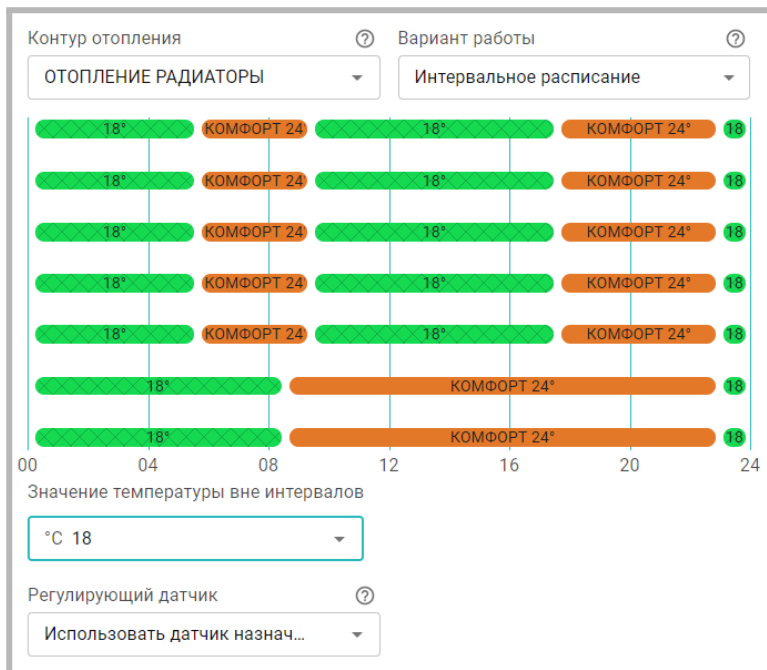 Контур отопления Вариант работы
ОТОПЛЕНИЕ РАДИАТОРЫ Интервальное расписание
18° КОМФОРТ 24 18° КОМФОРТ 24° 18
18° КОМФОРТ 24 18° КОМФОРТ 24° 18
18° КОМФОРТ 24 18° КОМФОРТ 24° 18
18° КОМФОРТ 24 18° КОМФОРТ 24° 18
18° КОМФОРТ 24 18° КОМФОРТ 24° 18
18° КОМФОРТ 24° 18
18° КОМФОРТ 24° 18
00 04 08 12 16 20 24
Значение температуры вне интервалов
°C 18
Регулирующий датчик
Использовать датчик назнач...